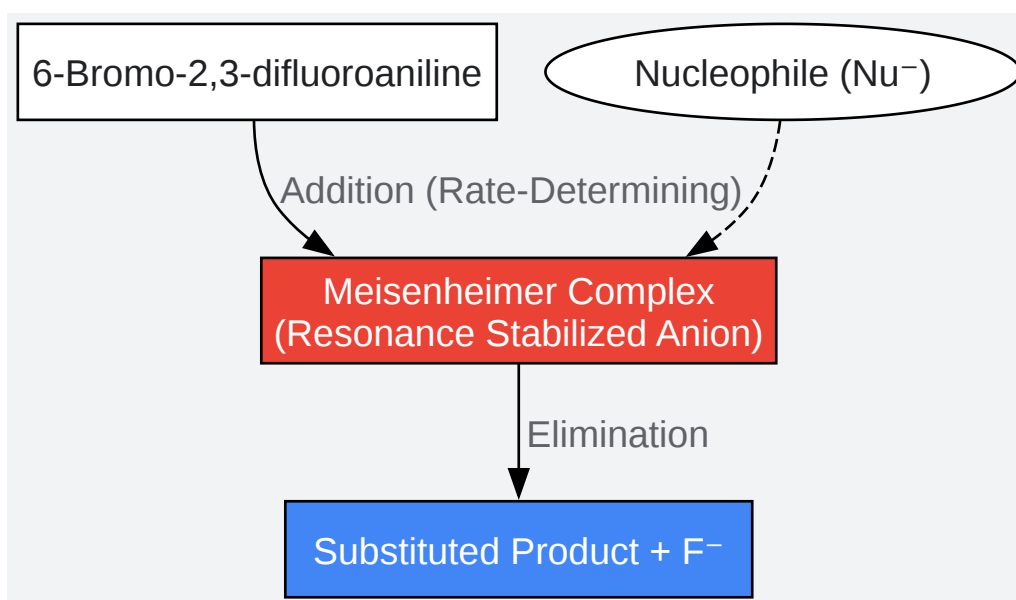 6-Bromo-2,3-difluoroaniline
Nucleophile (Nu⁻)
Addition (Rate-Determining)
Meisenheimer Complex
(Resonance Stabilized Anion)
Elimination
Substituted Product + F⁻